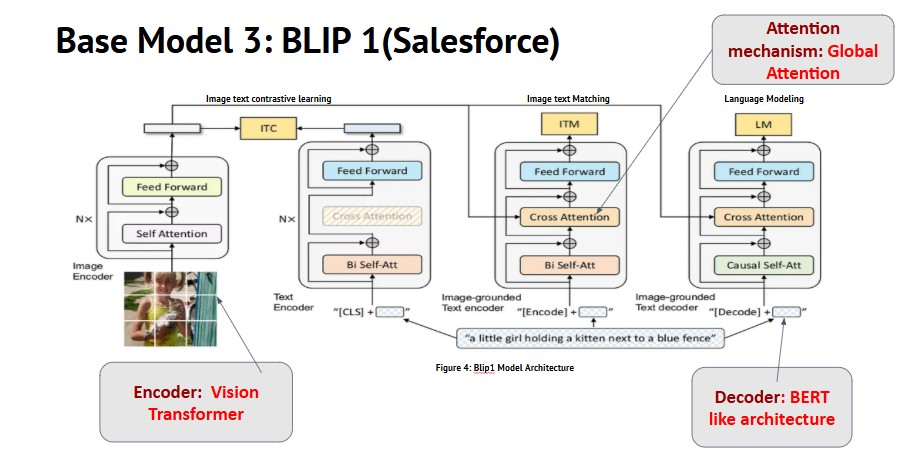 Base Model 3: BLIP 1(Salesforce)
Attention
mechanism: Global
Attention
Image text contrastive learning
Image text Matching
Language Modeling
ITC
ITM
LM
Feed Forward
Self Attention
N×
Image
Encoder
Feed Forward
Cross Attention
Bi Self-Att
N×
Text
Encoder
"[CLS] + "
Feed Forward
Cross Attention
Bi Self-Att
Image-grounded
Text encoder
"[Encode] + "
Feed Forward
Cross Attention
Causal Self-Att
Image-grounded
Text decoder
"[Decode] + "
"a little girl holding a kitten next to a blue fence"
Figure 4: Blip1 Model Architecture
Encoder: Vision
Transformer
Decoder: BERT
like architecture